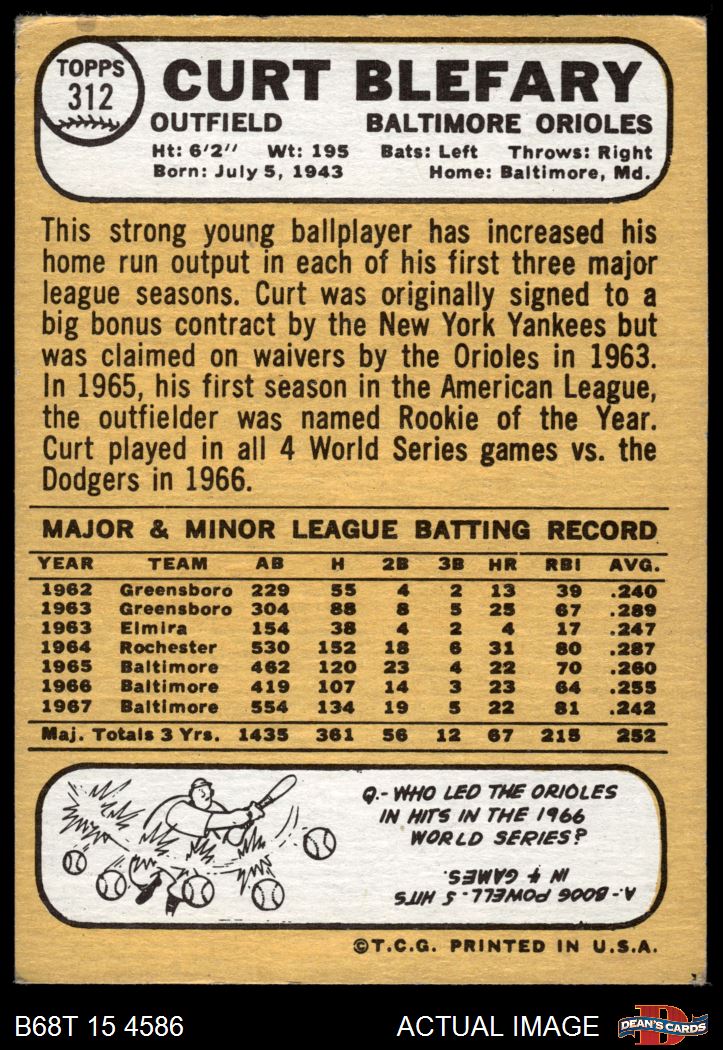 TOPPS
312
CURT BLEFARY
OUTFIELD BALTIMORE ORIOLES
Ht: 6'2" Wt: 195 Bats: Left Throws: Right
Born: July 5, 1943 Home: Baltimore, Md.
This strong young ballplayer has increased his
home run output in each of his first three major
league seasons. Curt was originally signed to a
big bonus contract by the New York Yankees but
was claimed on waivers by the Orioles in 1963.
In 1965, his first season in the American League,
the outfielder was named Rookie of the Year.
Curt played in all 4 World Series games vs. the
Dodgers in 1966.
MAJOR & MINOR LEAGUE BATTING RECORD
YEAR TEAM AB H 2B 3B HR RBI AVG.
1962 Greensboro 229 55 4 2 13 39 .240
1963 Greensboro 304 88 8 5 25 67 .289
1963 Elmira 154 38 4 2 4 17 .247
1964 Rochester 530 152 18 6 31 80 .287
1965 Baltimore 462 120 23 4 22 70 .260
1966 Baltimore 419 107 14 3 23 64 .255
1967 Baltimore 554 134 19 5 22 81 .242
Maj. Totals 3 Yrs. 1435 361 56 12 67 215 252
Q.- WHO LED THE ORIOLES
IN HITS IN THE 1966
WORLD SERIES?
A.- BOOG POWELL - 5 HITS
IN 4 GAMES.
©T.C.G. PRINTED IN U.S.A.
B68T 15 4586 ACTUAL IMAGE
D
DEAN'S CARDS